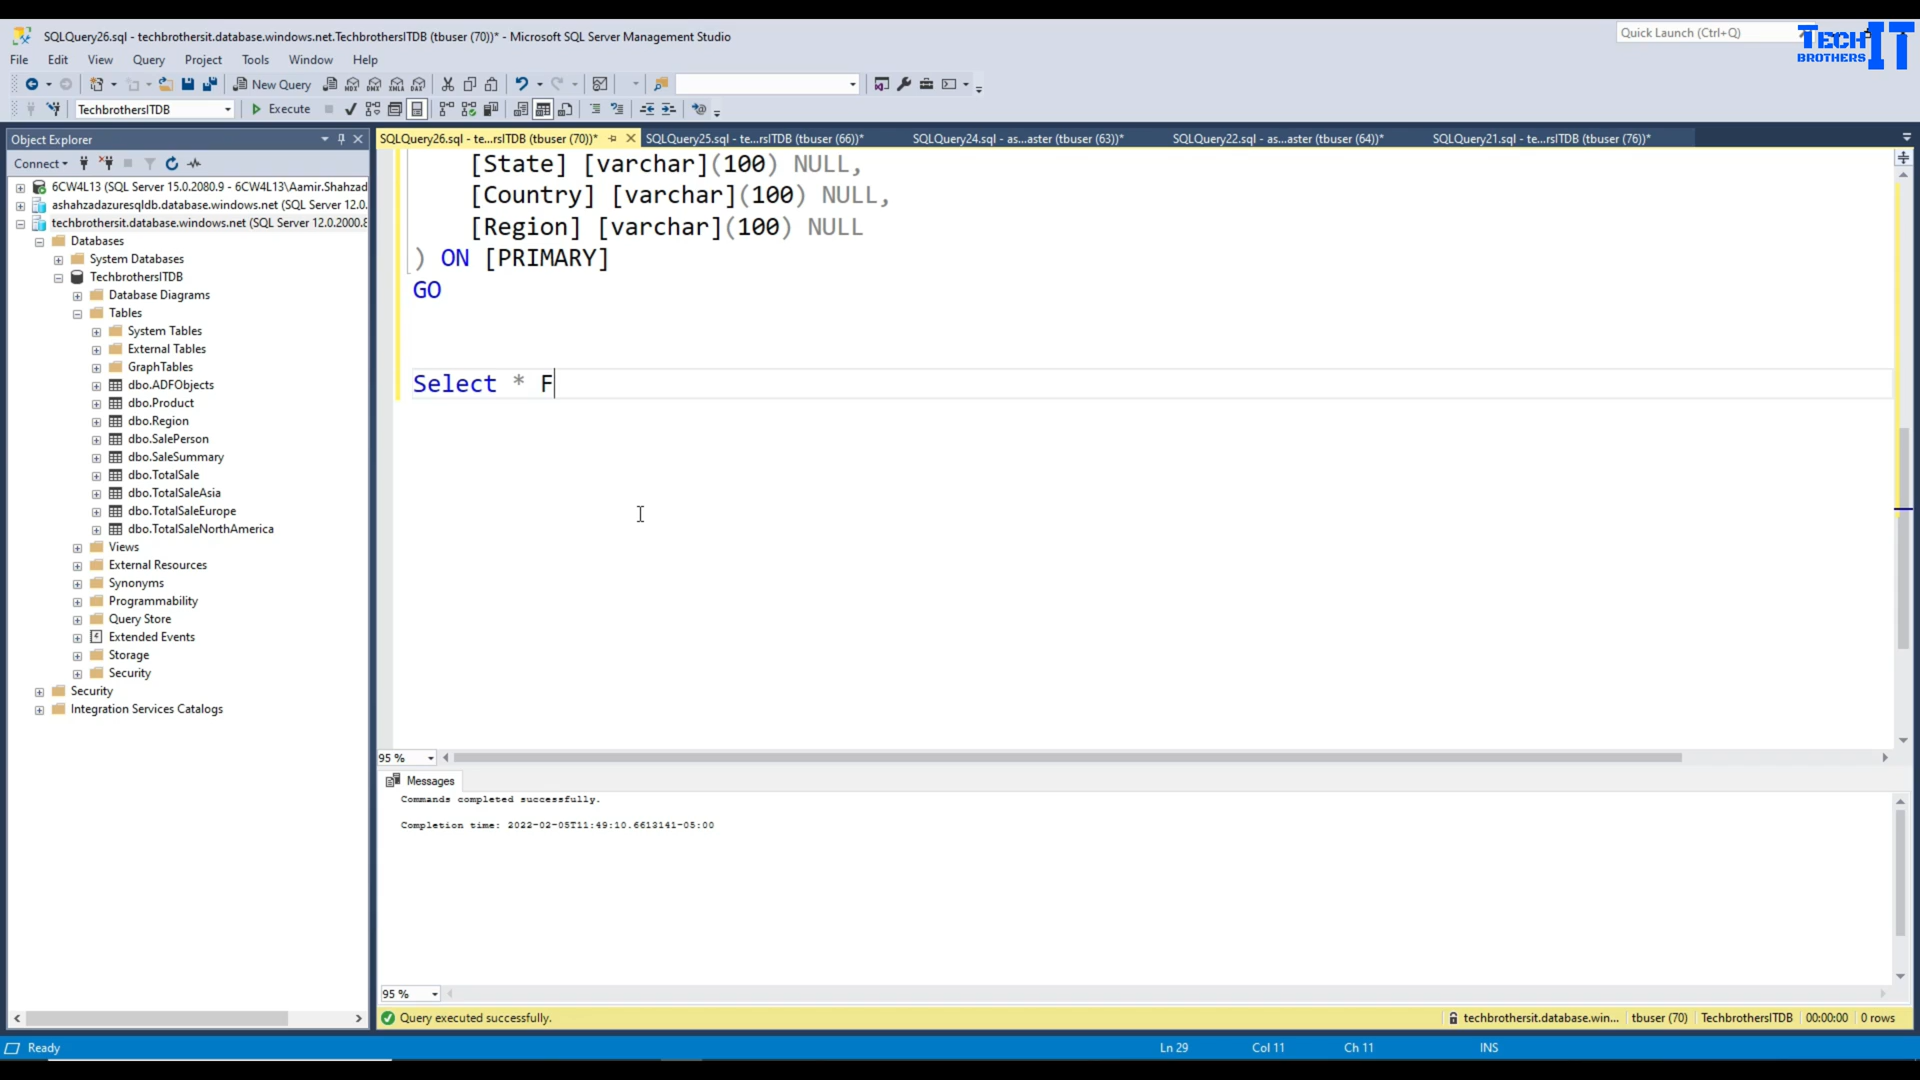 SQLQuery26.sql - techbrothersit.database.windows.net.TechbrothersITDB (tbuser (70))* - Microsoft SQL Server Management Studio
Quick Launch (Ctrl+Q)
TECH IT
BROTHERS
File Edit View Query Project Tools Window Help
New Query
TechbrothersITDB
Execute
Object Explorer
SQLQuery26.sql - te...rsITDB (tbuser (70))*
SQLQuery25.sql - te...rsITDB (tbuser (66))*
SQLQuery24.sql - as...aster (tbuser (63))*
SQLQuery22.sql - as...aster (tbuser (64))*
SQLQuery21.sql - te...rsITDB (tbuser (76))*
Connect
6CW4L13 (SQL Server 15.0.2080.9 - 6CW4L13\Aamir.Shahzad
ashahzadazuresqldb.database.windows.net (SQL Server 12.0.
techbrothersit.database.windows.net (SQL Server 12.0.2000.8
Databases
System Databases
TechbrothersITDB
Database Diagrams
Tables
System Tables
External Tables
GraphTables
dbo.ADFObjects
dbo.Product
dbo.Region
dbo.SalePerson
dbo.SaleSummary
dbo.TotalSale
dbo.TotalSaleAsia
dbo.TotalSaleEurope
dbo.TotalSaleNorthAmerica
Views
External Resources
Synonyms
Programmability
Query Store
Extended Events
Storage
Security
Security
Integration Services Catalogs
[State] [varchar](100) NULL,
[Country] [varchar](100) NULL,
[Region] [varchar](100) NULL
) ON [PRIMARY]
GO
Select * F
95 %
Messages
Commands completed successfully.
Completion time: 2022-02-05T11:49:10.6613141-05:00
95 %
Query executed successfully.
techbrothersit.database.win... tbuser (70) TechbrothersITDB 00:00:00 0 rows
Ready
Ln 29 Col 11 Ch 11 INS